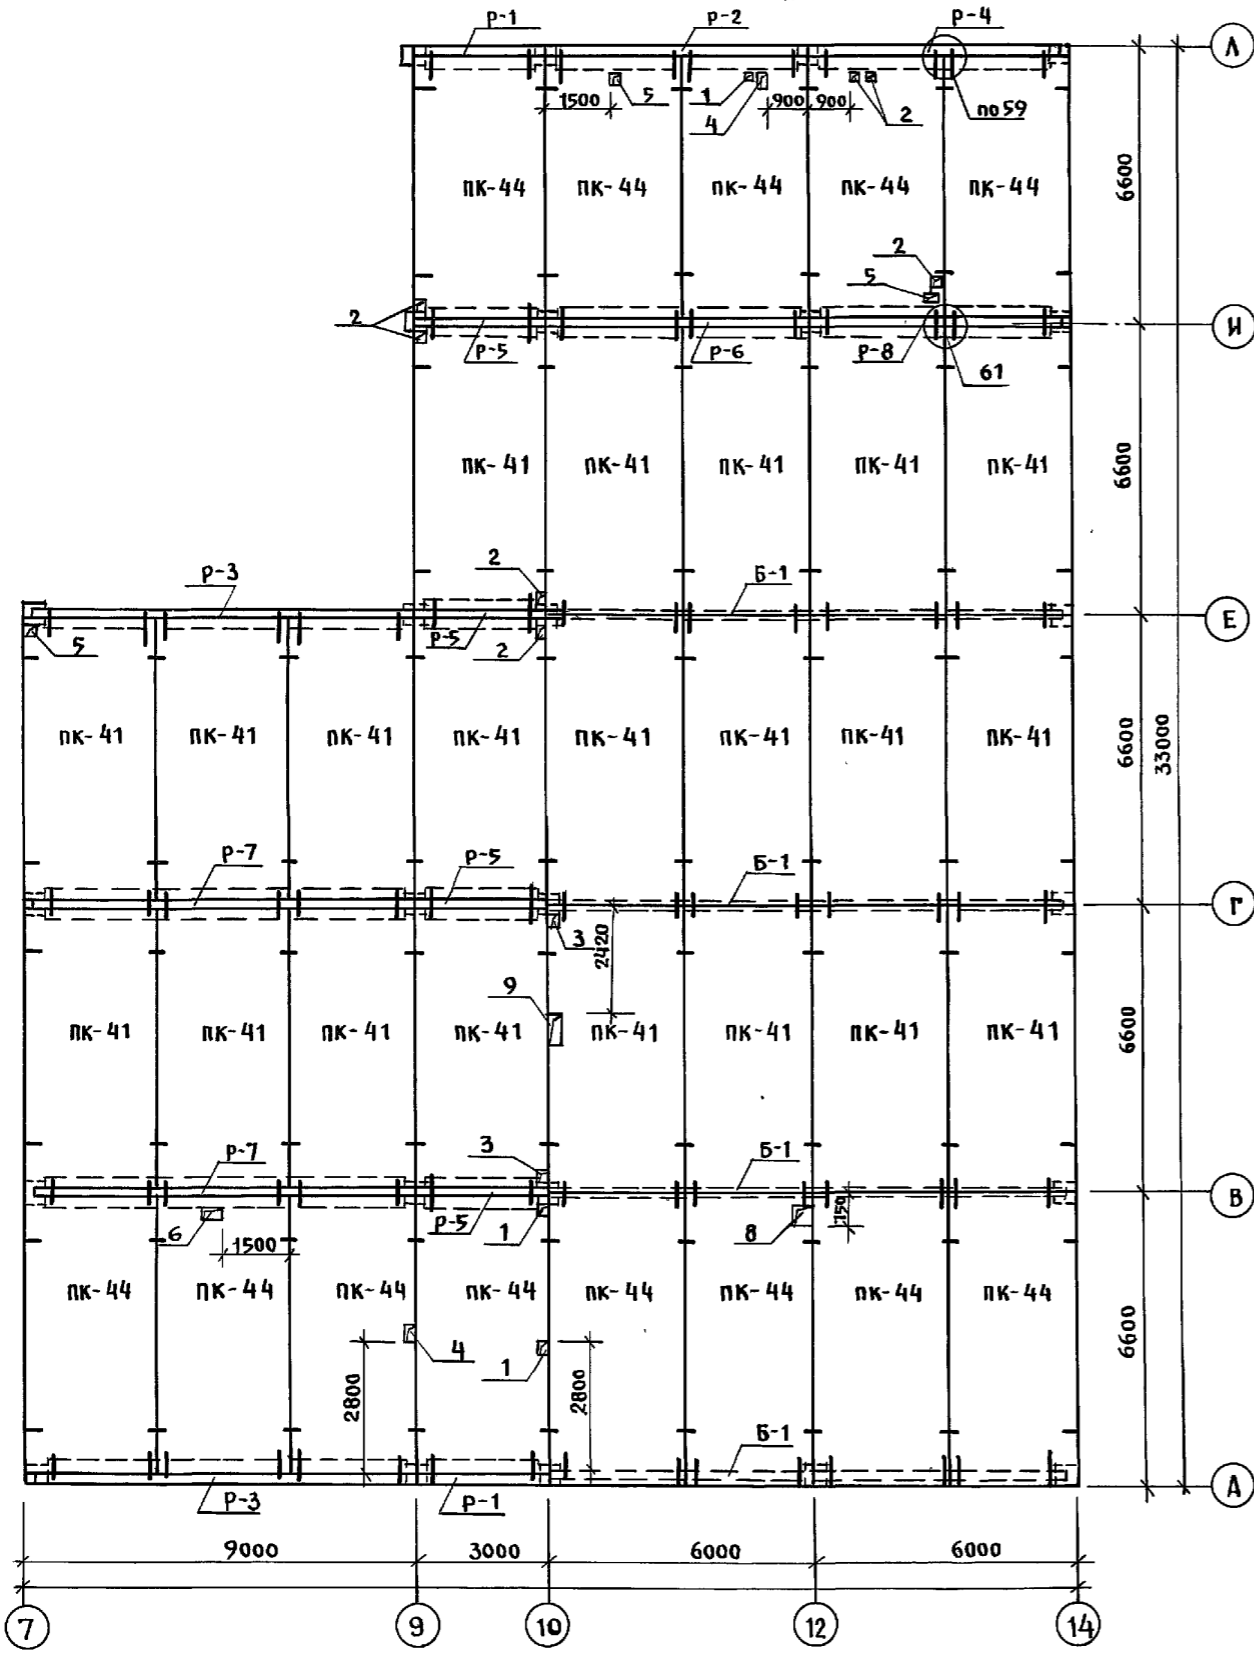 Р-1 Р-2 Р-4 Л
1500 5 1 4 900 900 2 по 59
ПК-44 ПК-44 ПК-44 ПК-44 ПК-44 6600
2 5
2 Р-5 Р-6 Р-8 61 И
ПК-41 ПК-41 ПК-41 ПК-41 ПК-41 6600
Р-3 2 Б-1
5 Р-5 2 Е
ПК-41 ПК-41 ПК-41 ПК-41 ПК-41 ПК-41 ПК-41 ПК-41 6600 33000
Р-7 Р-5 Б-1
3 2420 Г
9
ПК-41 ПК-41 ПК-41 ПК-41 ПК-41 ПК-41 ПК-41 ПК-41 6600
Р-7 3 Б-1
6 1500 Р-5 1 8 150 В
ПК-44 ПК-44 ПК-44 ПК-44 ПК-44 ПК-44 ПК-44 ПК-44 6600
2800 4 1 2800
Р-3 Р-1 Б-1 А
9000 3000 6000 6000
7 9 10 12 14